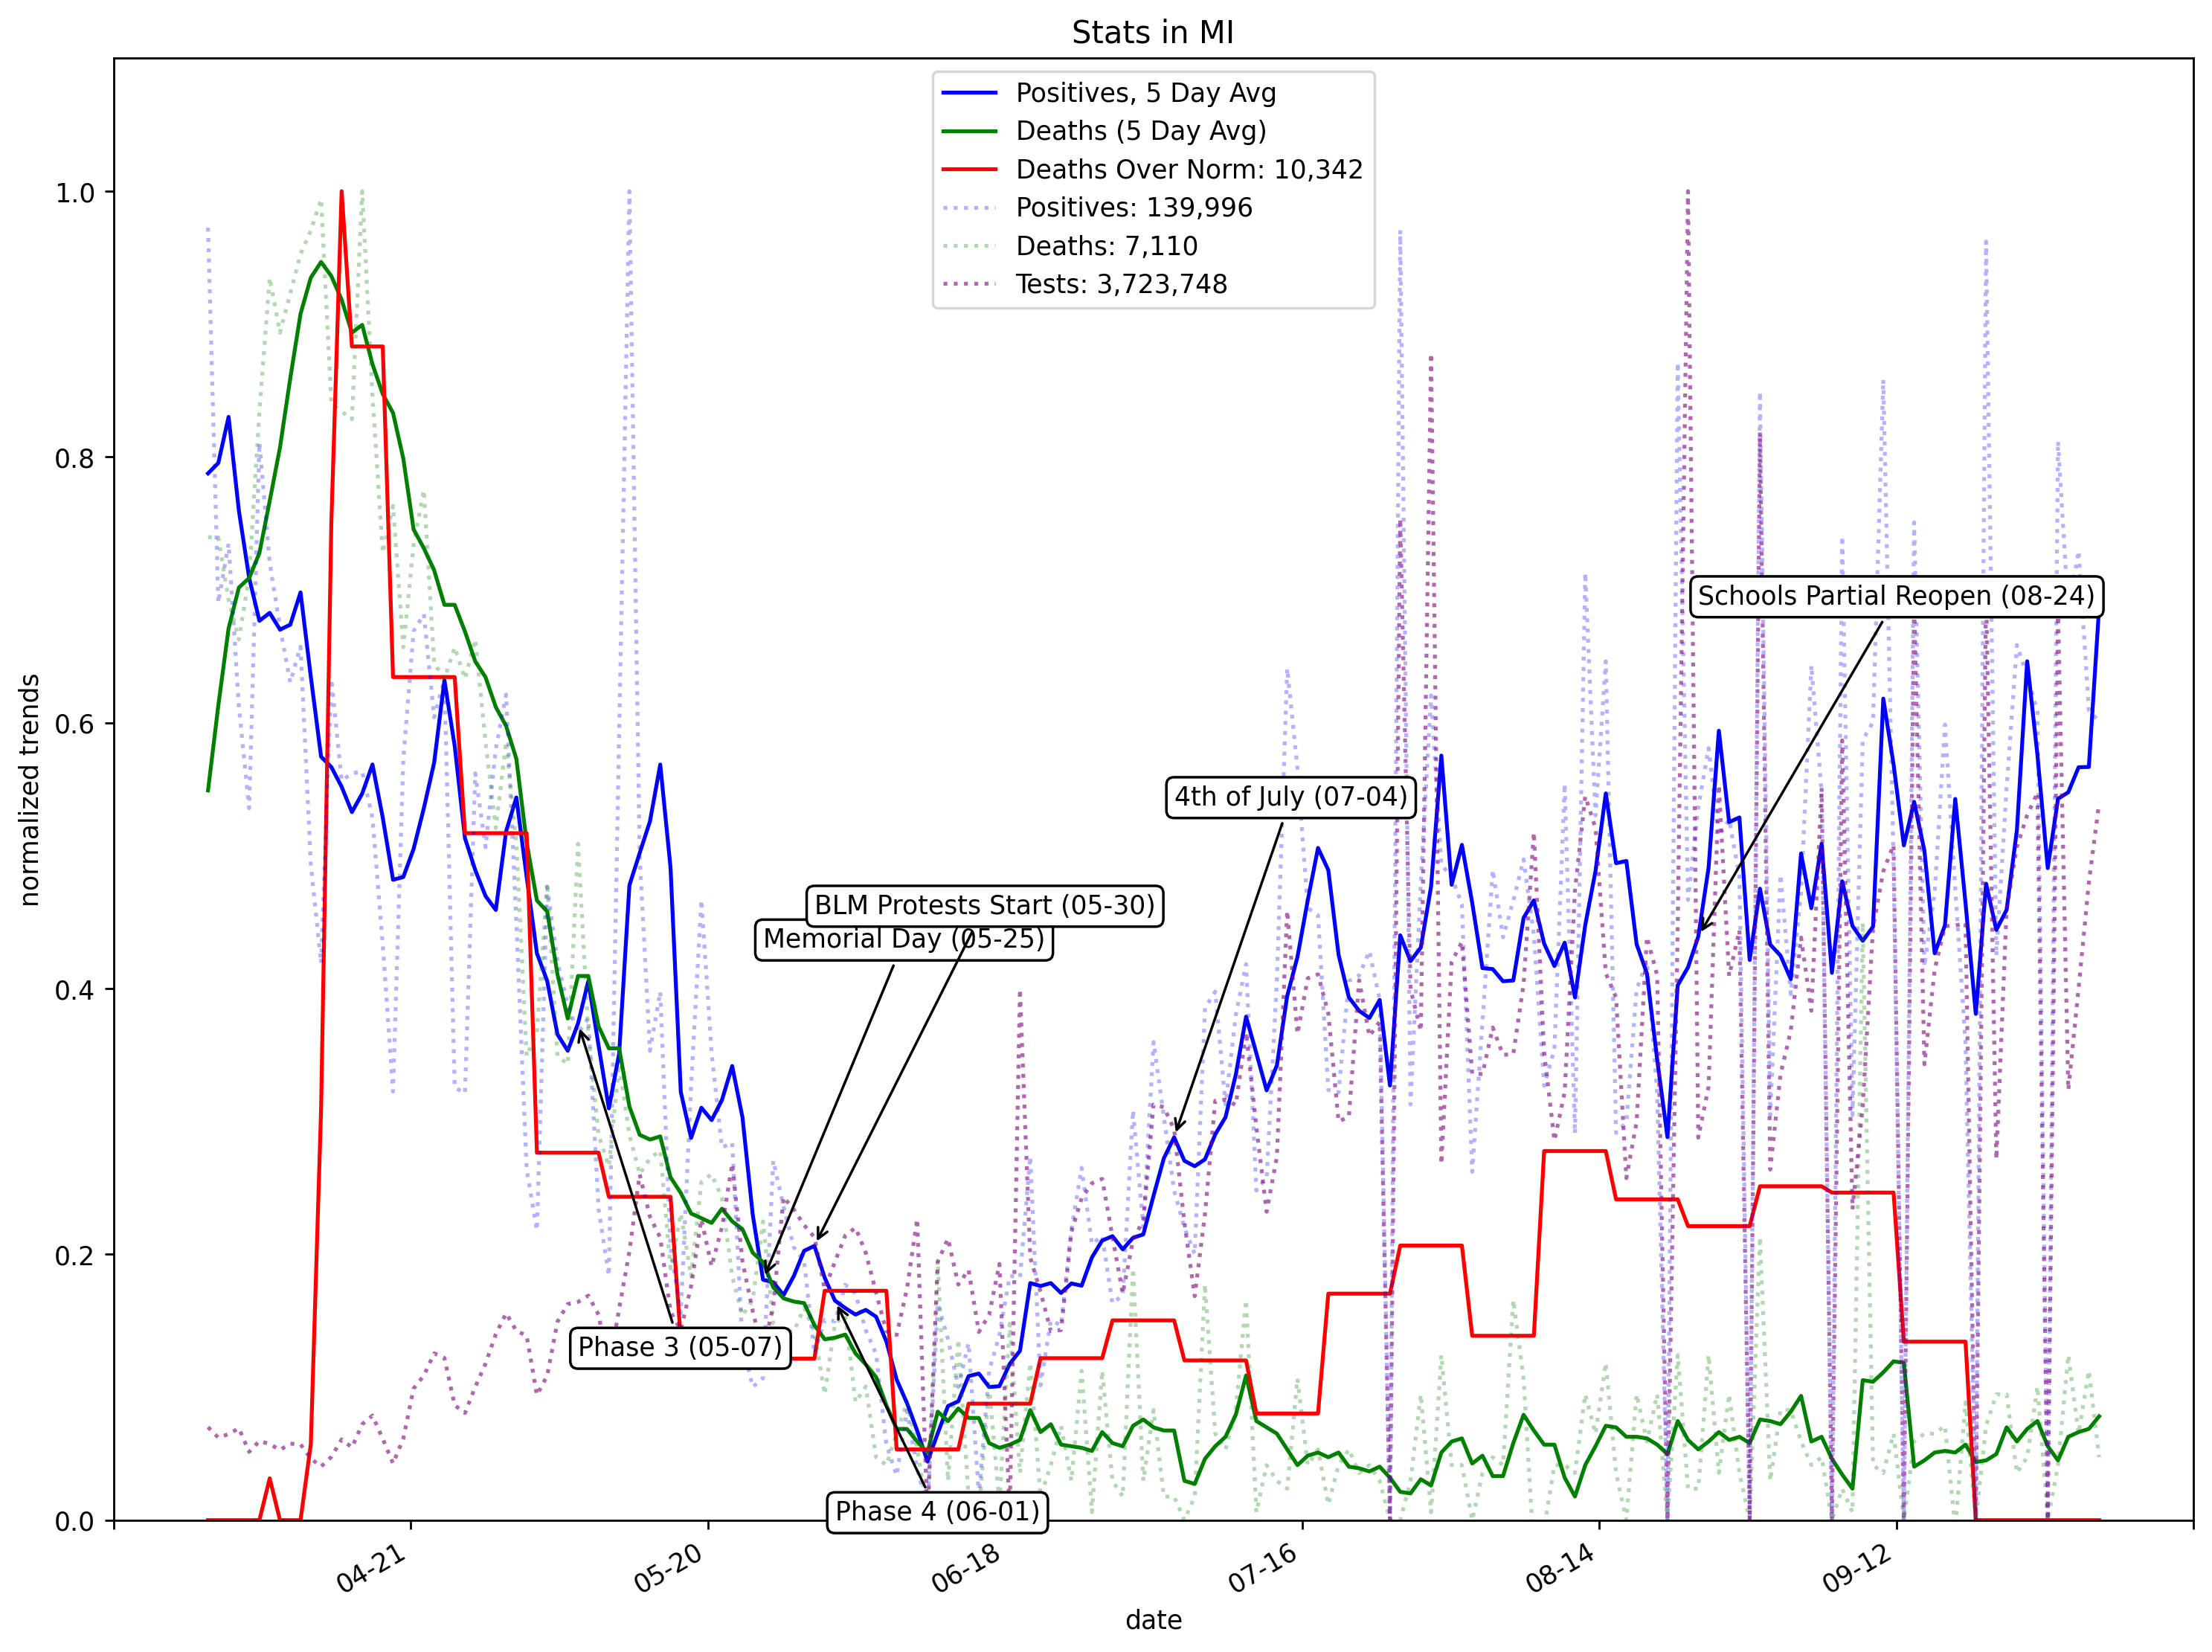 Stats in MI
Positives, 5 Day Avg
Deaths (5 Day Avg)
Deaths Over Norm: 10,342
Positives: 139,996
Deaths: 7,110
Tests: 3,723,748
normalized trends
1.0
0.8
0.6
0.4
0.2
0.0
Schools Partial Reopen (08-24)
4th of July (07-04)
BLM Protests Start (05-30)
Memorial Day (05-25)
Phase 3 (05-07)
Phase 4 (06-01)
04-21
05-20
06-18
07-16
08-14
09-12
date